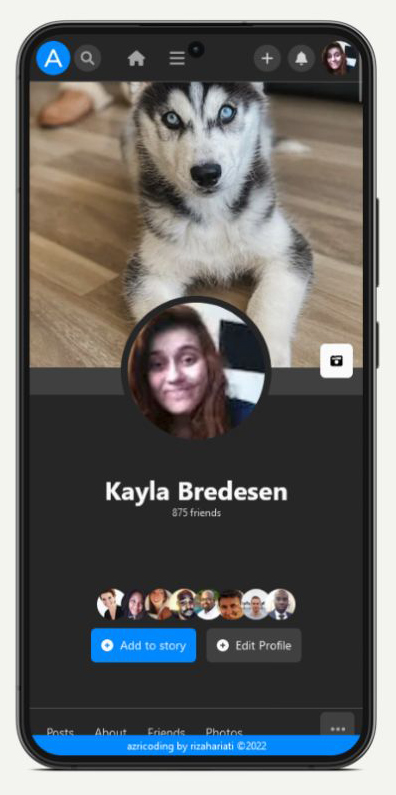 A
Kayla Bredesen
875 friends
Add to story
Edit Profile
Posts About Friends Photos
azricoding by rizahariati ©2022